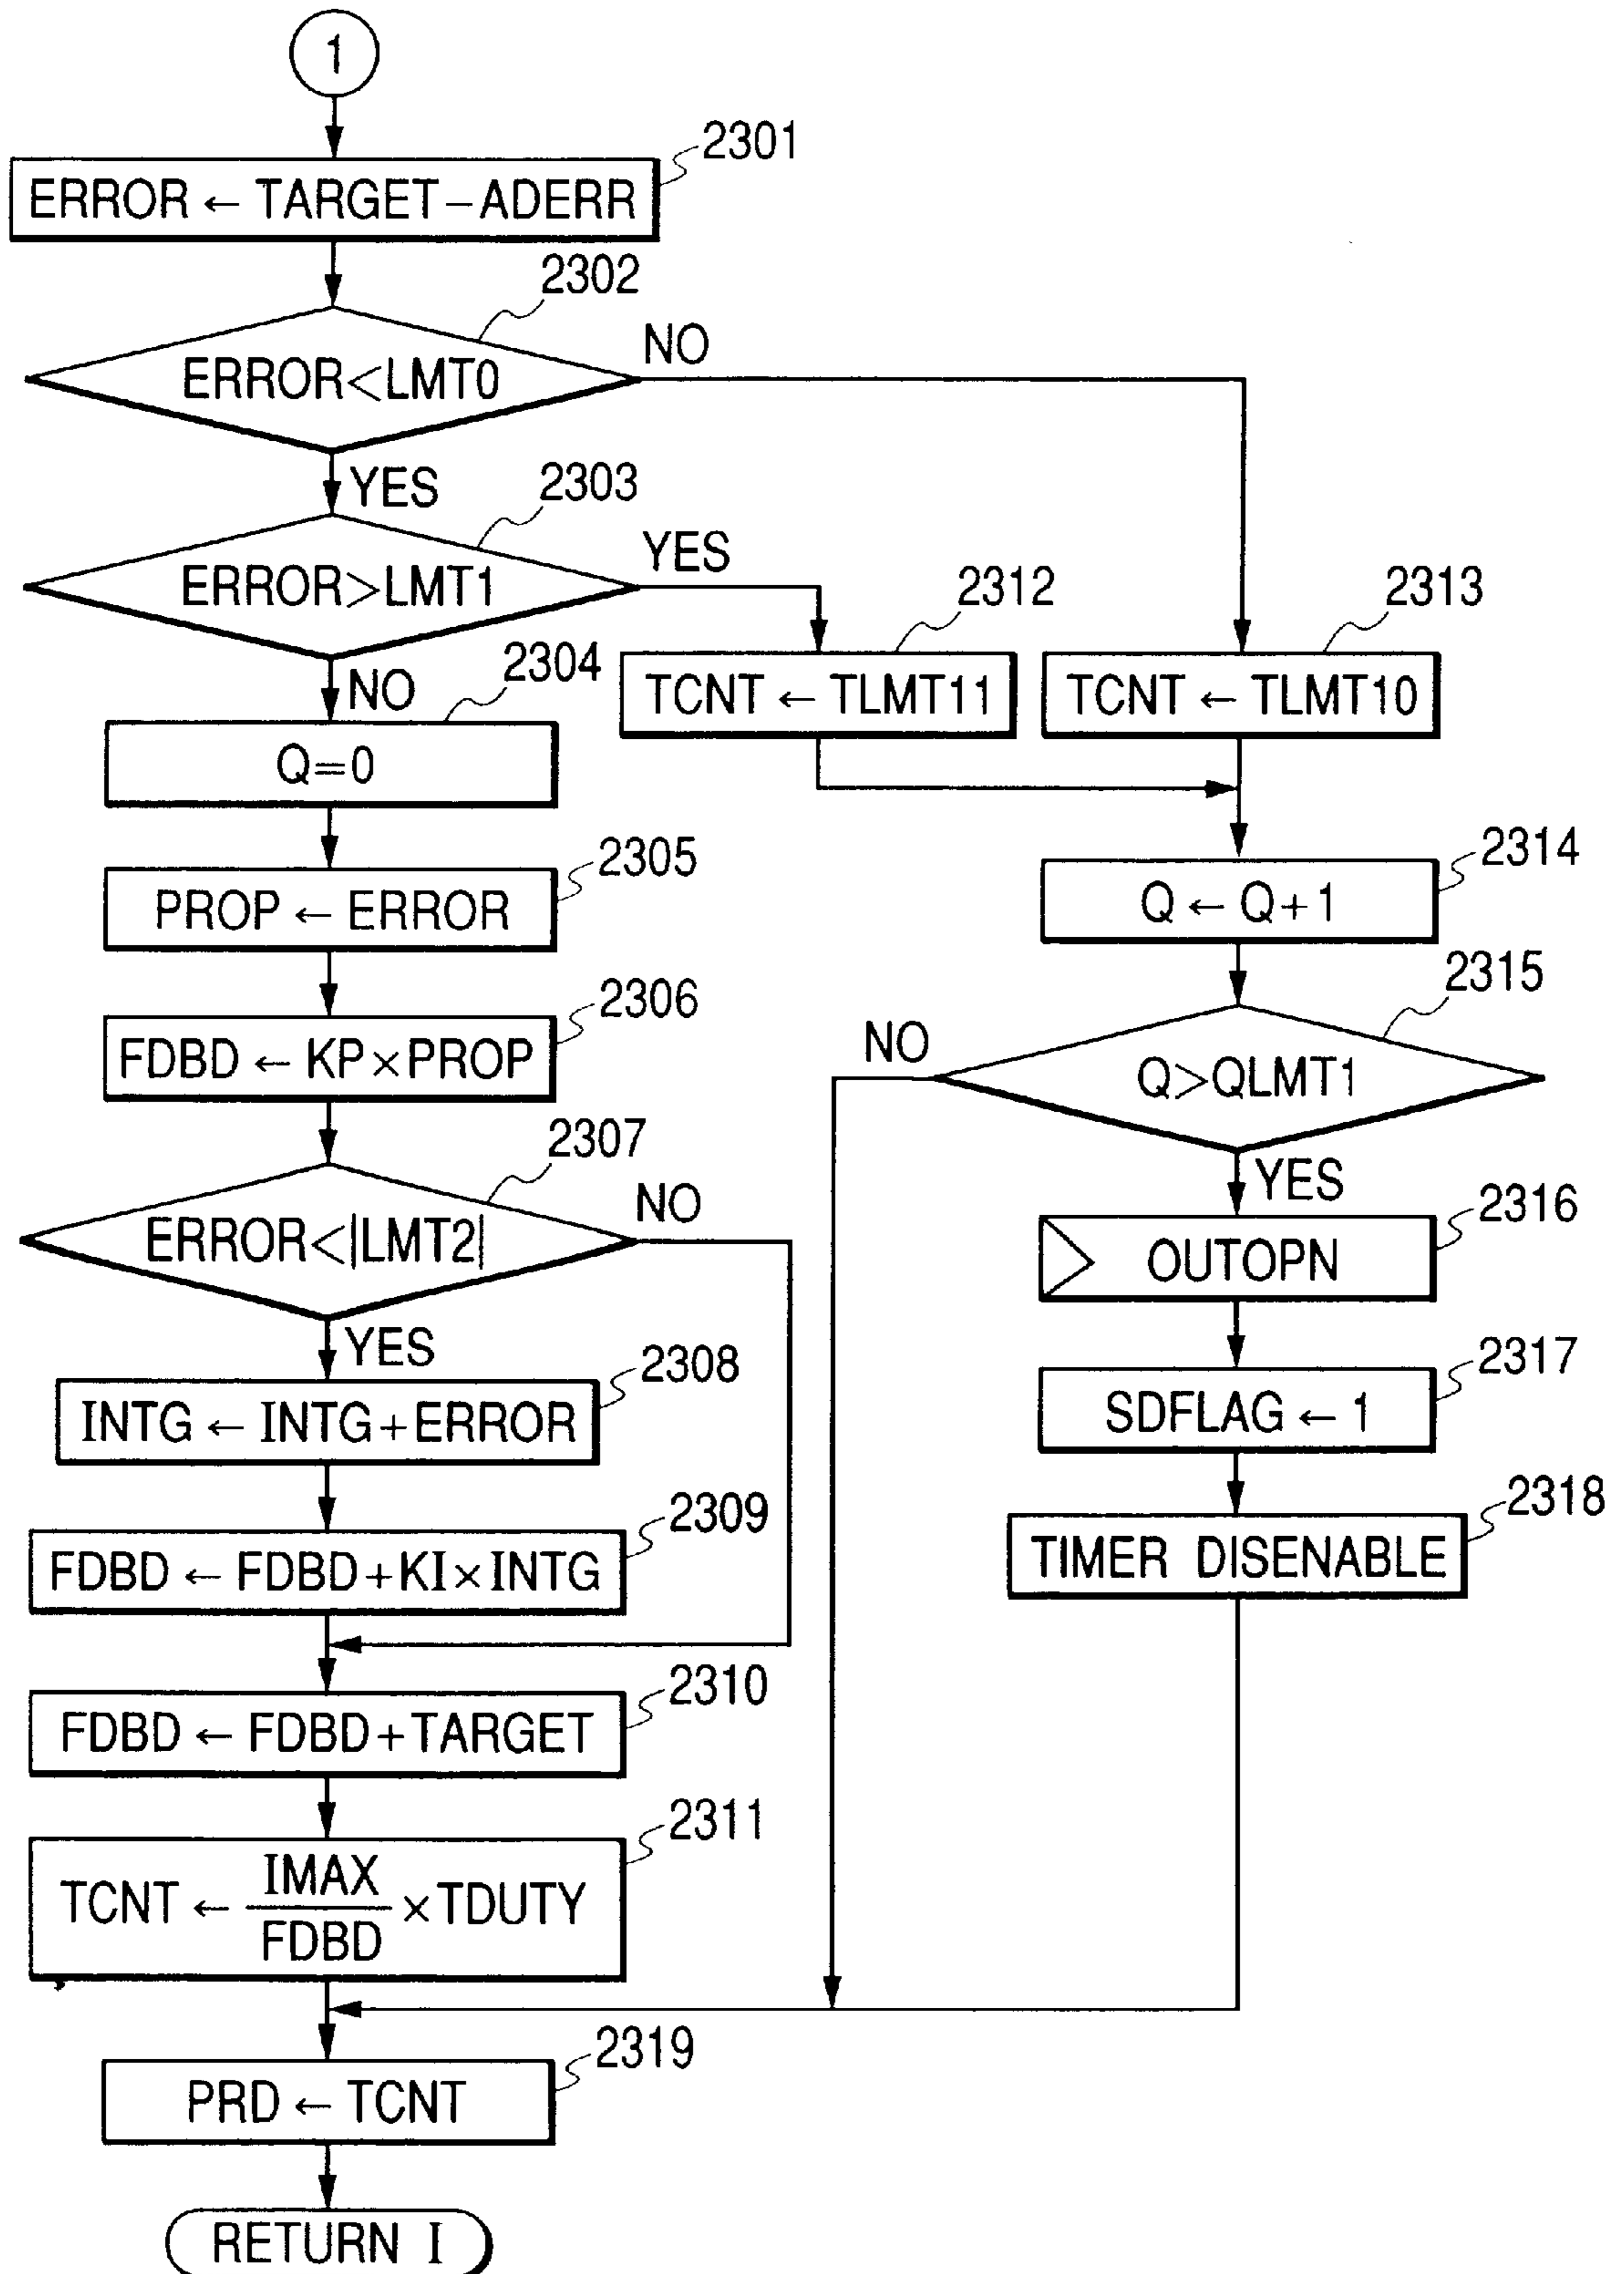 1
2301
ERROR ← TARGET−ADERR
2302
ERROR<LMT0
NO
YES
2303
ERROR>LMT1
YES
NO
2304
Q=0
2305
PROP ← ERROR
2306
FDBD ← KP×PROP
2307
ERROR<|LMT2|
NO
YES
2308
INTG ← INTG+ERROR
2309
FDBD ← FDBD+KI×INTG
2310
FDBD ← FDBD+TARGET
2311
TCNT ← IMAX/FDBD ×TDUTY
2312
TCNT ← TLMT11
2313
TCNT ← TLMT10
2314
Q ← Q+1
2315
Q>QLMT1
NO
YES
2316
OUTOPN
2317
SDFLAG ← 1
2318
TIMER DISENABLE
2319
PRD ← TCNT
RETURN I